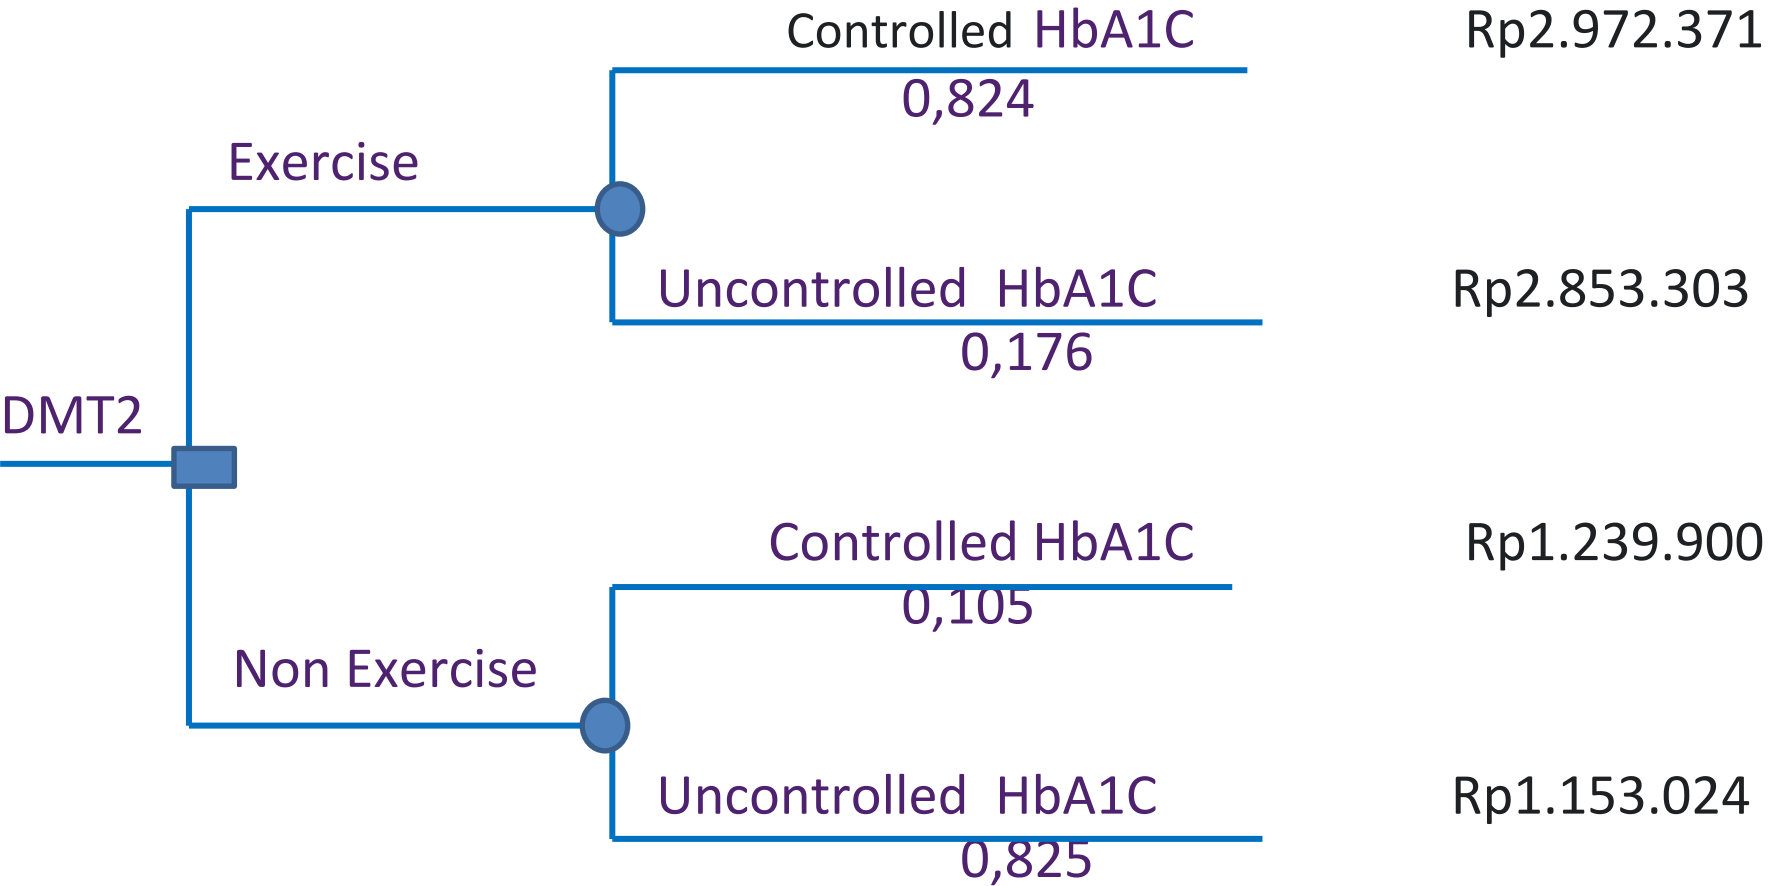 Controlled HbA1C Rp2.972.371
0,824
Exercise
Uncontrolled HbA1C Rp2.853.303
0,176
DMT2
Controlled HbA1C Rp1.239.900
0,105
Non Exercise
Uncontrolled HbA1C Rp1.153.024
0,825